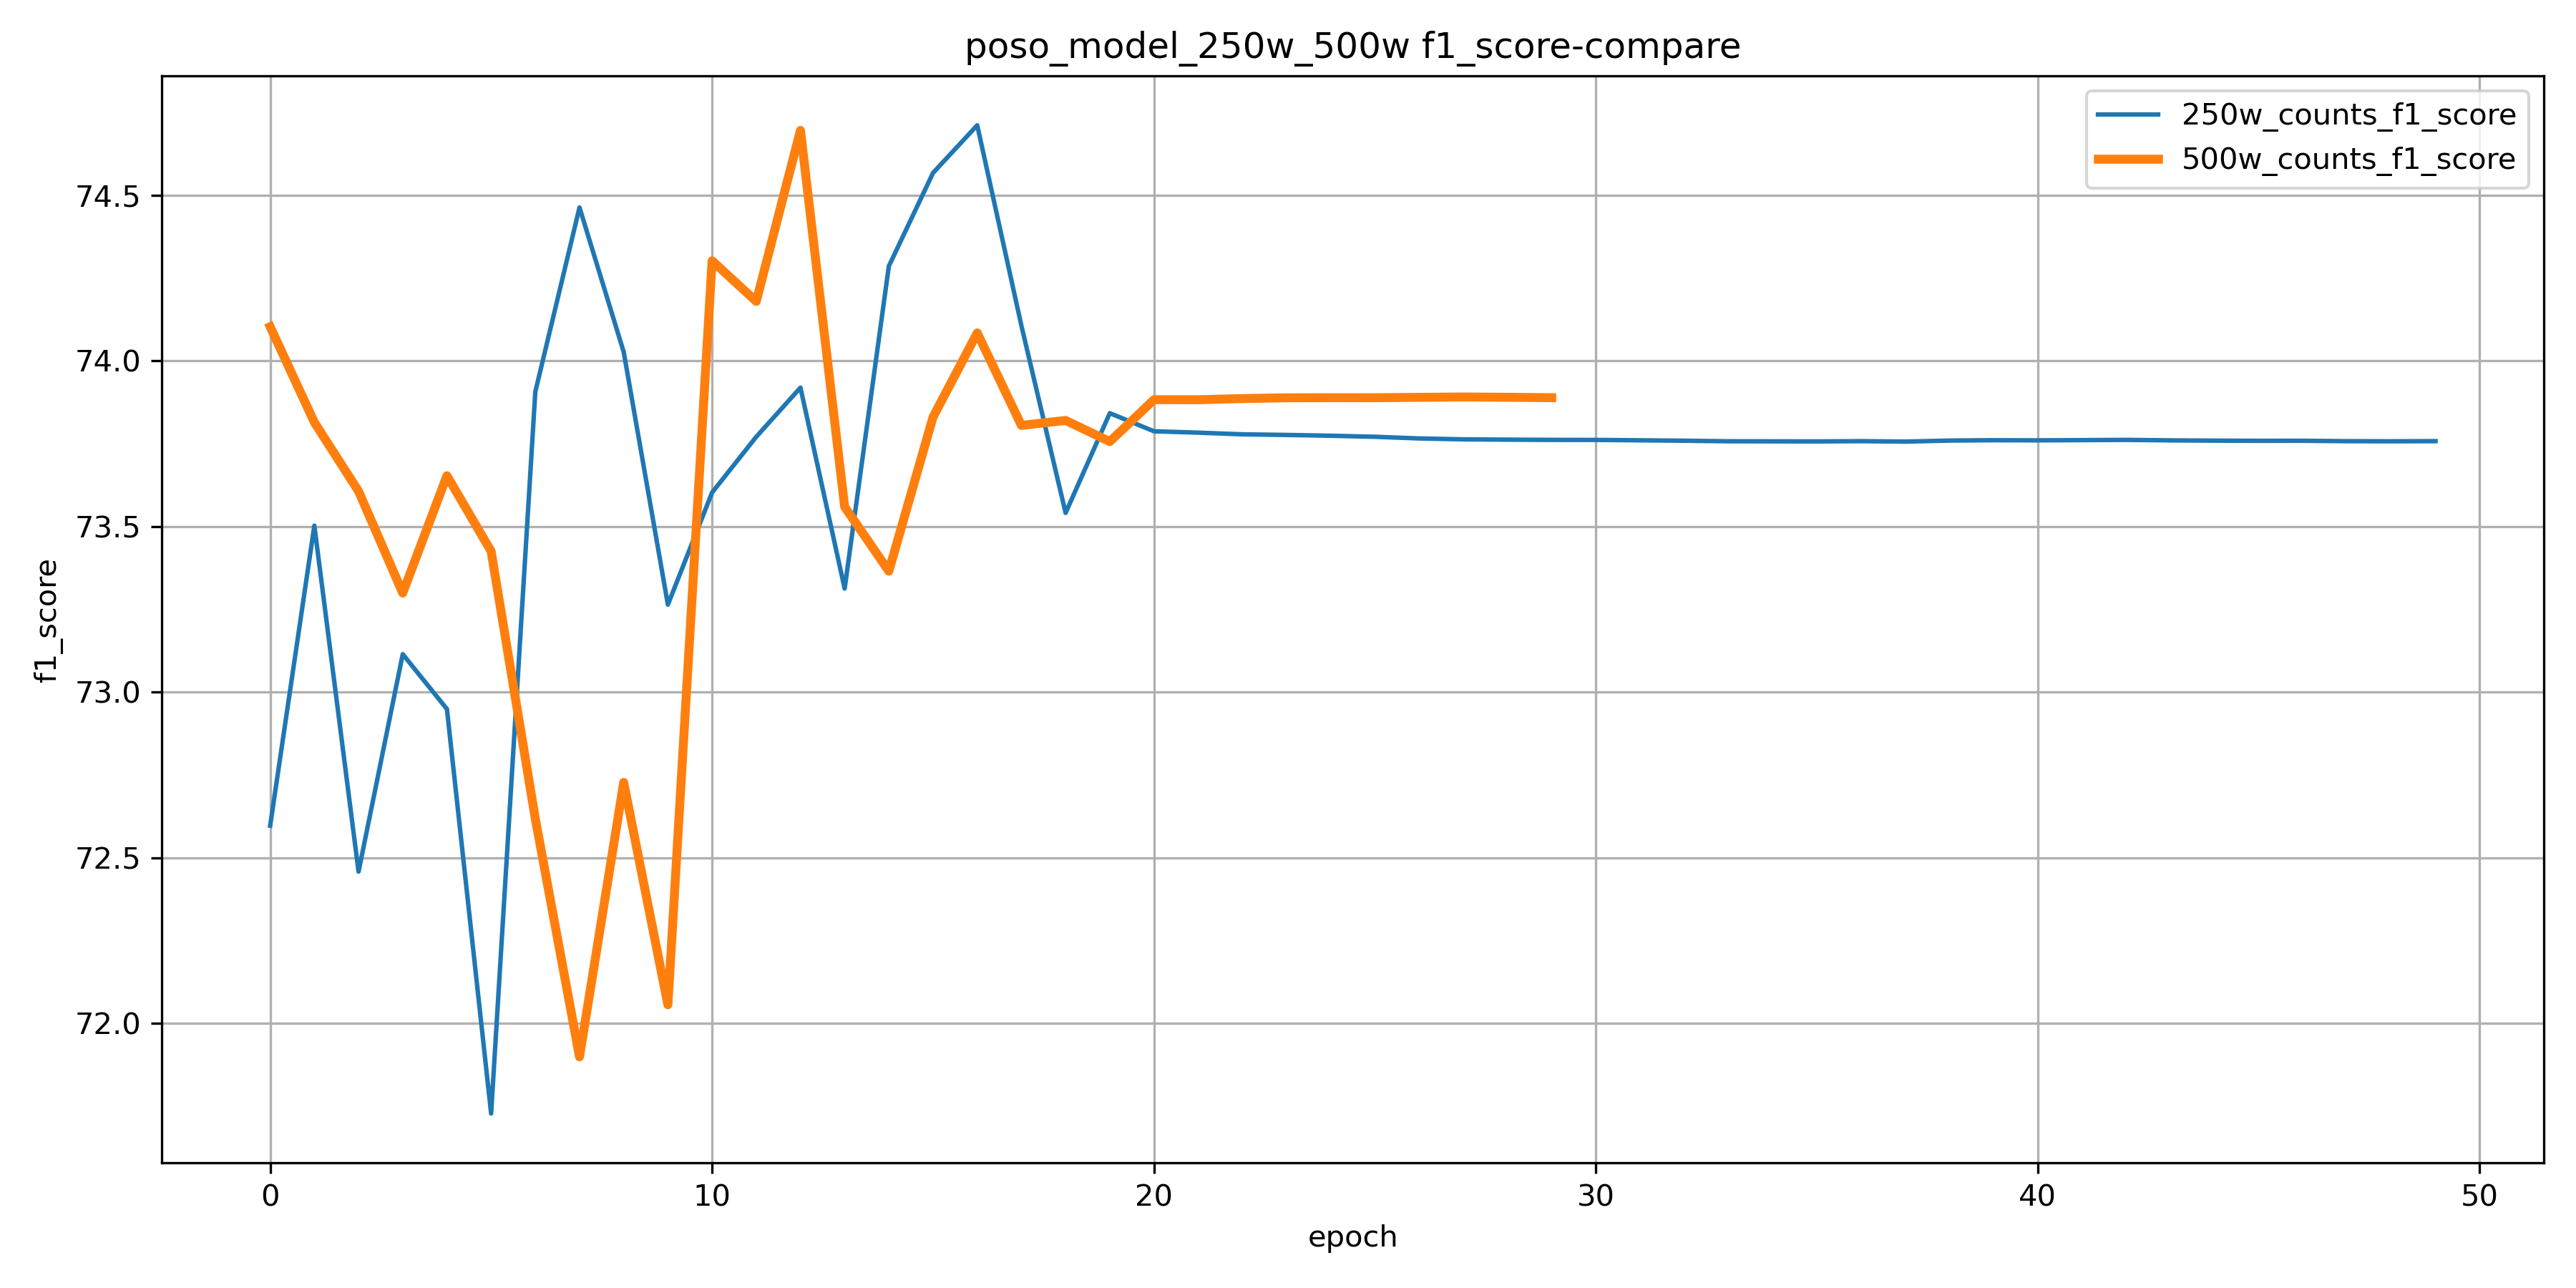 poso_model_250w_500w f1_score-compare
250w_counts_f1_score
500w_counts_f1_score
74.5
74.0
73.5
73.0
72.5
72.0
f1_score
0 10 20 30 40 50
epoch